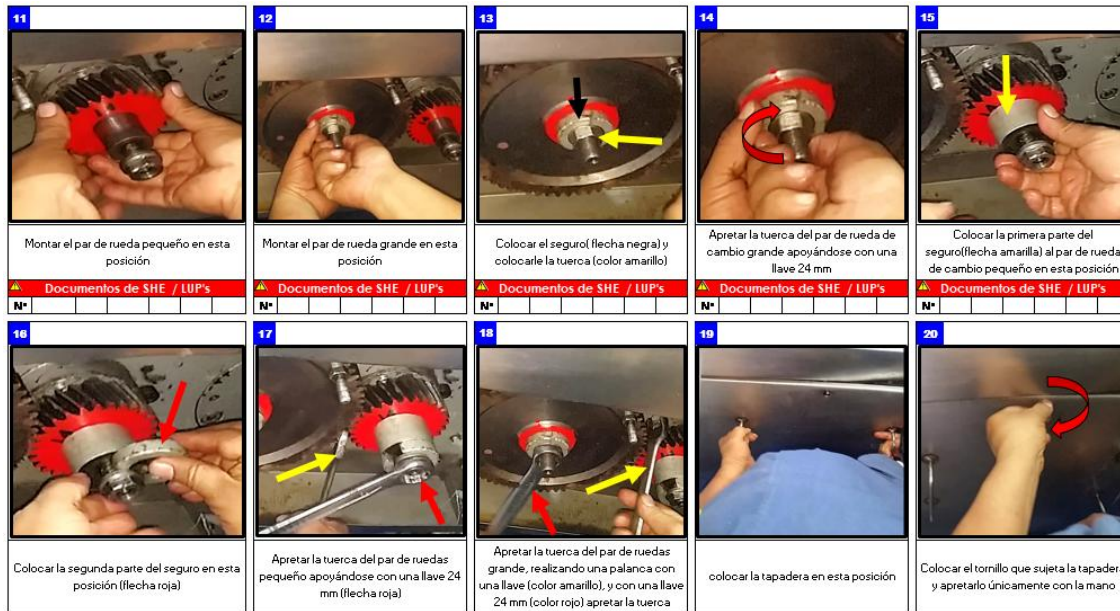 11
12
13
14
15
Montar el par de rueda pequeño en esta
posición
Montar el par de rueda grande en esta
posición
Colocar el seguro( flecha negra) y
colocarle la tuerca (color amarillo)
Apretar la tuerca del par de rueda de
cambio grande apoyándose con una
llave 24 mm
Colocar la primera parte del
seguro(flecha amarilla) al par de rueda
de cambio pequeño en esta posición
Documentos de SHE / LUP's
Documentos de SHE / LUP's
Documentos de SHE / LUP's
Documentos de SHE / LUP's
Documentos de SHE / LUP's
Nº
Nº
Nº
Nº
Nº
16
17
18
19
20
Colocar la segunda parte del seguro en esta
posición (flecha roja)
Apretar la tuerca del par de ruedas
pequeño apoyándose con una llave 24
mm (flecha roja)
Apretar la tuerca del par de ruedas
grande, realizando una palanca con
una llave (color amarillo), y con una llave
24 mm (color rojo) apretar la tuerca
colocar la tapadera en esta posición
Colocar el tornillo que sujeta la tapadera
y apretarlo únicamente con la mano